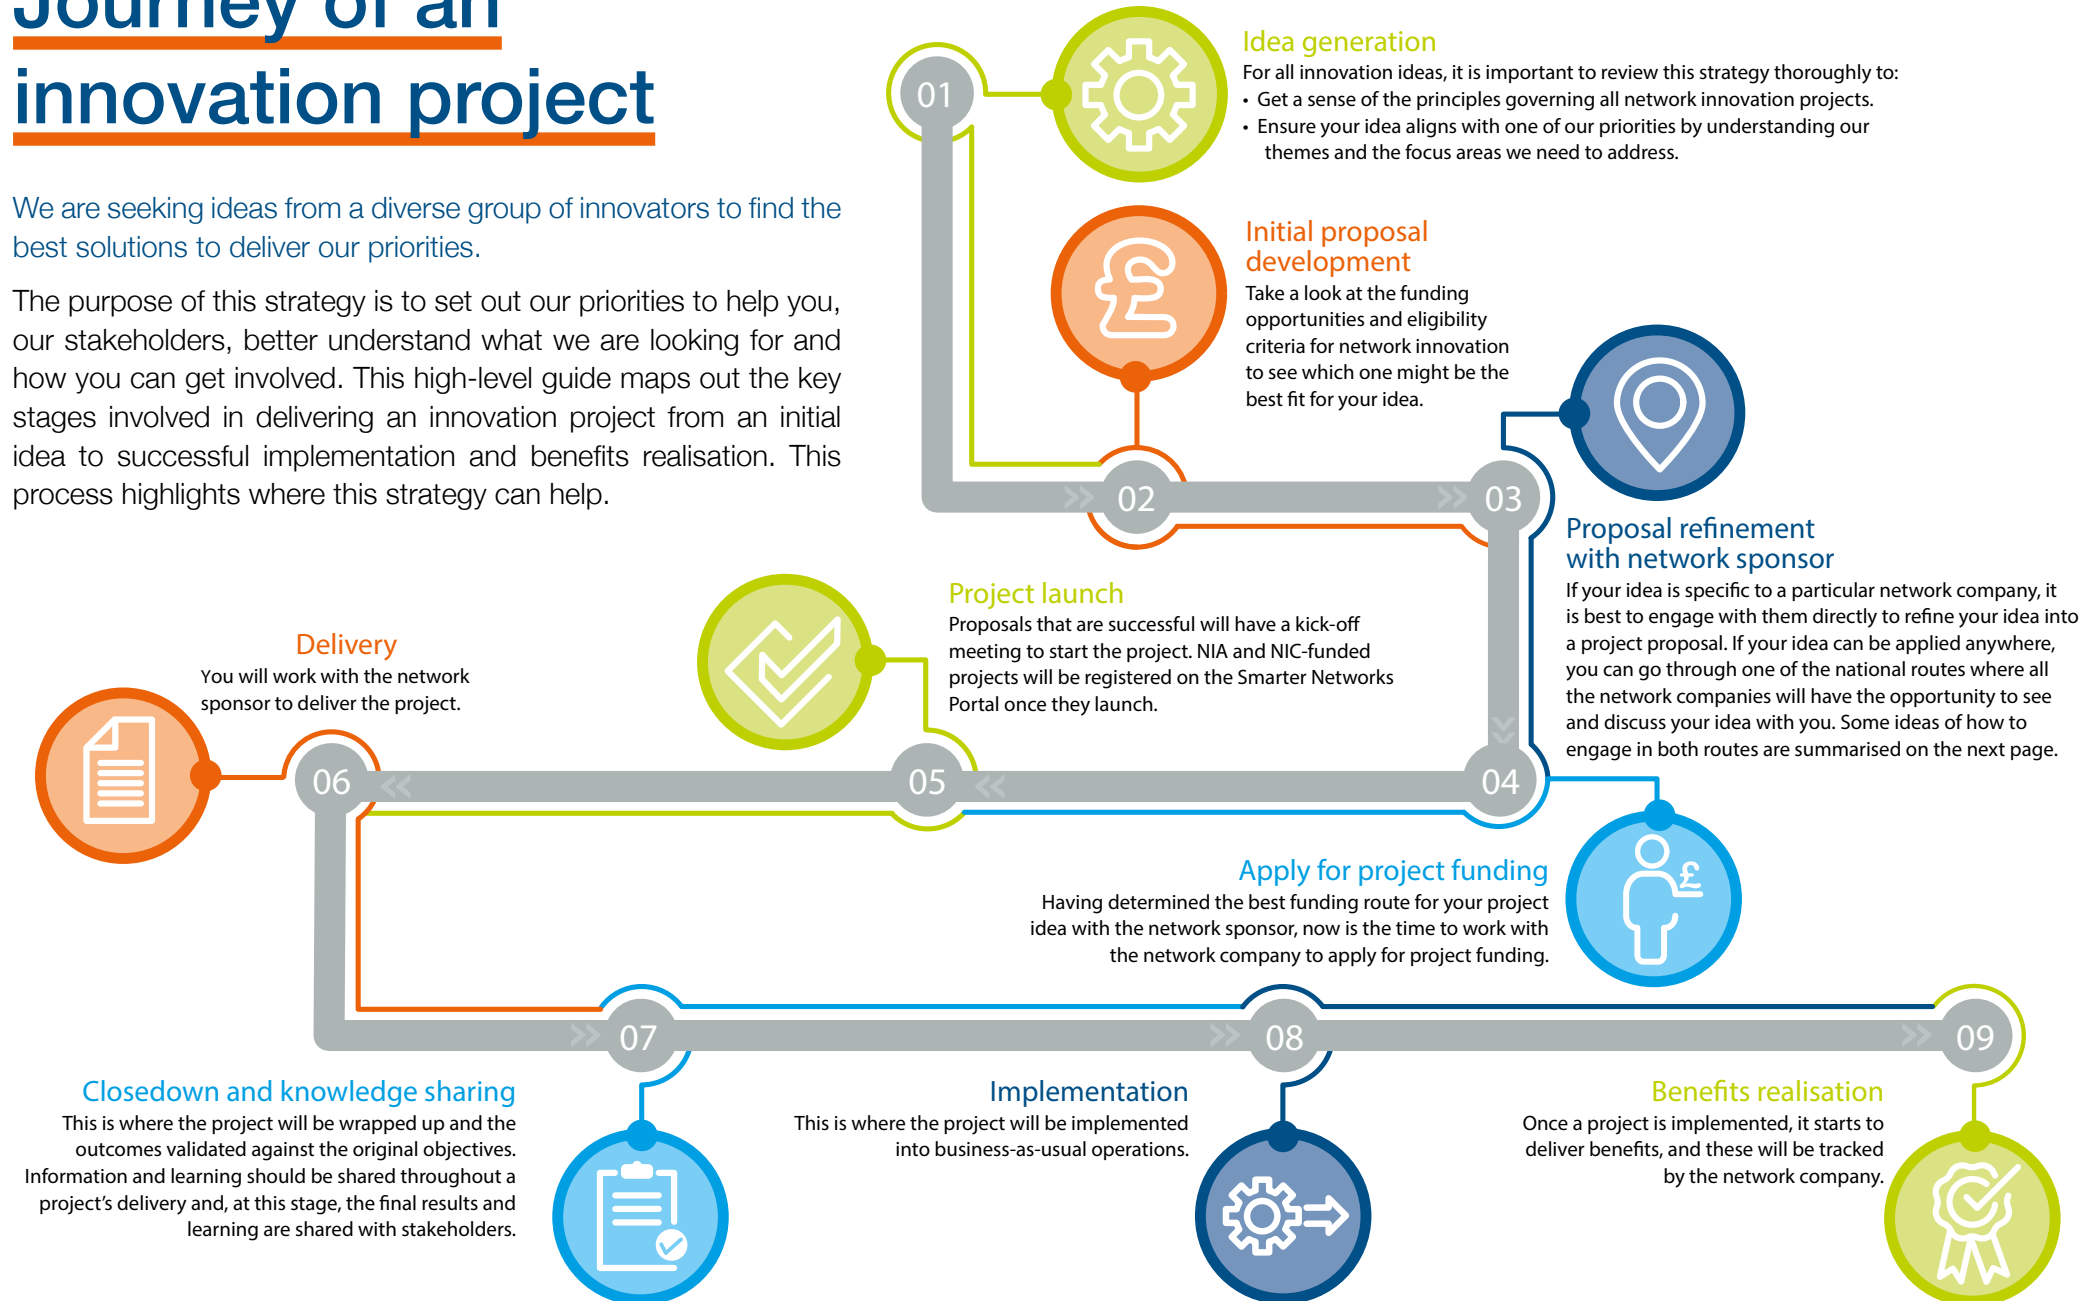 Journey of an
innovation project
We are seeking ideas from a diverse group of innovators to find the
best solutions to deliver our priorities.
The purpose of this strategy is to set out our priorities to help you,
our stakeholders, better understand what we are looking for and
how you can get involved. This high-level guide maps out the key
stages involved in delivering an innovation project from an initial
idea to successful implementation and benefits realisation. This
process highlights where this strategy can help.
01
Idea generation
For all innovation ideas, it is important to review this strategy thoroughly to:
• Get a sense of the principles governing all network innovation projects.
• Ensure your idea aligns with one of our priorities by understanding our
themes and the focus areas we need to address.
£
Initial proposal
development
Take a look at the funding
opportunities and eligibility
criteria for network innovation
to see which one might be the
best fit for your idea.
02
03
Proposal refinement
with network sponsor
If your idea is specific to a particular network company, it
is best to engage with them directly to refine your idea into
a project proposal. If your idea can be applied anywhere,
you can go through one of the national routes where all
the network companies will have the opportunity to see
and discuss your idea with you. Some ideas of how to
engage in both routes are summarised on the next page.
04
Apply for project funding
Having determined the best funding route for your project
idea with the network sponsor, now is the time to work with
the network company to apply for project funding.
£
Project launch
Proposals that are successful will have a kick-off
meeting to start the project. NIA and NIC-funded
projects will be registered on the Smarter Networks
Portal once they launch.
05
Delivery
You will work with the network
sponsor to deliver the project.
06
07
Closedown and knowledge sharing
This is where the project will be wrapped up and the
outcomes validated against the original objectives.
Information and learning should be shared throughout a
project's delivery and, at this stage, the final results and
learning are shared with stakeholders.
08
Implementation
This is where the project will be implemented
into business-as-usual operations.
09
Benefits realisation
Once a project is implemented, it starts to
deliver benefits, and these will be tracked
by the network company.